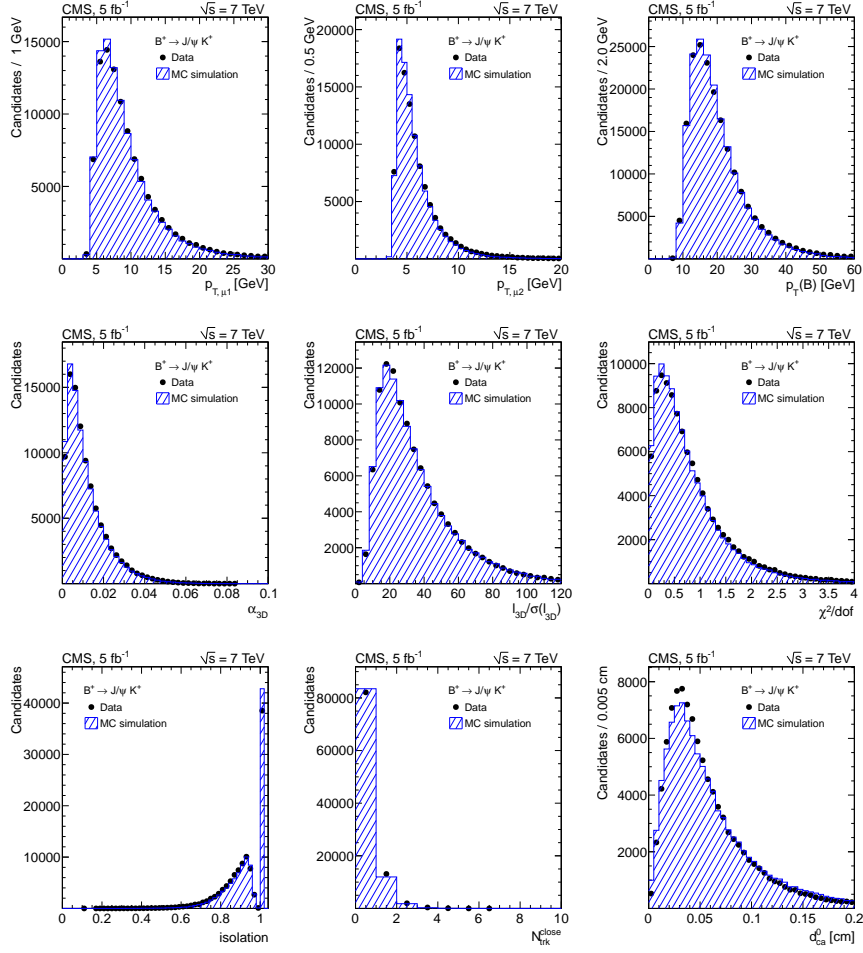 CMS, 5 fb⁻¹ √s = 7 TeV
Candidates / 1 GeV
B⁺ → J/ψ K⁺
Data
MC simulation
15000
10000
5000
0 5 10 15 20 25 30
p_T,μ1 [GeV]
CMS, 5 fb⁻¹ √s = 7 TeV
Candidates / 0.5 GeV
B⁺ → J/ψ K⁺
Data
MC simulation
20000
15000
10000
5000
0 5 10 15 20
p_T,μ2 [GeV]
CMS, 5 fb⁻¹ √s = 7 TeV
Candidates / 2.0 GeV
B⁺ → J/ψ K⁺
Data
MC simulation
25000
20000
15000
10000
5000
0 10 20 30 40 50 60
p_T(B) [GeV]
CMS, 5 fb⁻¹ √s = 7 TeV
Candidates
B⁺ → J/ψ K⁺
Data
MC simulation
15000
10000
5000
0 0.02 0.04 0.06 0.08 0.1
α_3D
CMS, 5 fb⁻¹ √s = 7 TeV
Candidates
B⁺ → J/ψ K⁺
Data
MC simulation
12000
10000
8000
6000
4000
2000
0 20 40 60 80 100 120
l_3D/σ(l_3D)
CMS, 5 fb⁻¹ √s = 7 TeV
Candidates
B⁺ → J/ψ K⁺
Data
MC simulation
10000
8000
6000
4000
2000
0 0.5 1 1.5 2 2.5 3 3.5 4
χ²/dof
CMS, 5 fb⁻¹ √s = 7 TeV
Candidates
B⁺ → J/ψ K⁺
Data
MC simulation
40000
30000
20000
10000
0 0.2 0.4 0.6 0.8 1
isolation
CMS, 5 fb⁻¹ √s = 7 TeV
Candidates
B⁺ → J/ψ K⁺
Data
MC simulation
80000
60000
40000
20000
0 2 4 6 8 10
N_trk^close
CMS, 5 fb⁻¹ √s = 7 TeV
Candidates / 0.005 cm
B⁺ → J/ψ K⁺
Data
MC simulation
8000
6000
4000
2000
0 0.05 0.1 0.15 0.2
d⁰_ca [cm]